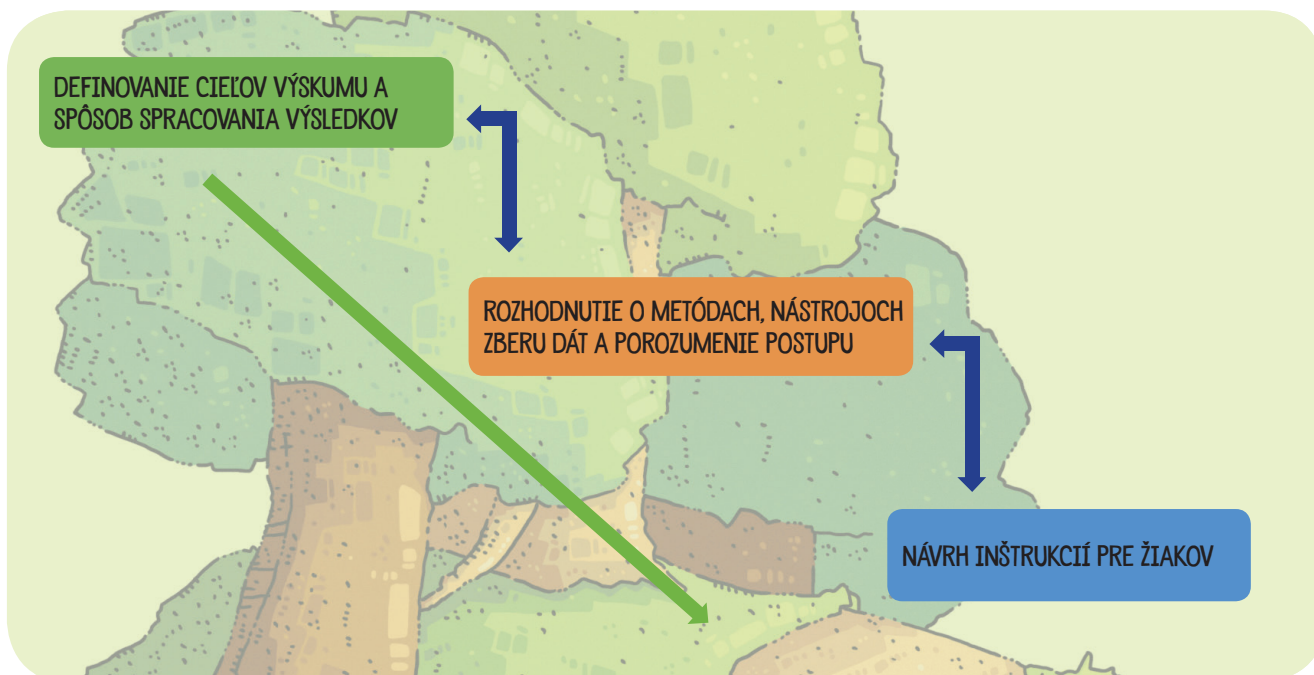 DEFINOVANIE CIEĽOV VÝSKUMU A
SPÔSOB SPRACOVANIA VÝSLEDKOV
ROZHODNUTIE O METÓDACH, NÁSTROJOCH
ZBERU DÁT A POROZUMENIE POSTUPU
NÁVRH INŠTRUKCIÍ PRE ŽIAKOV